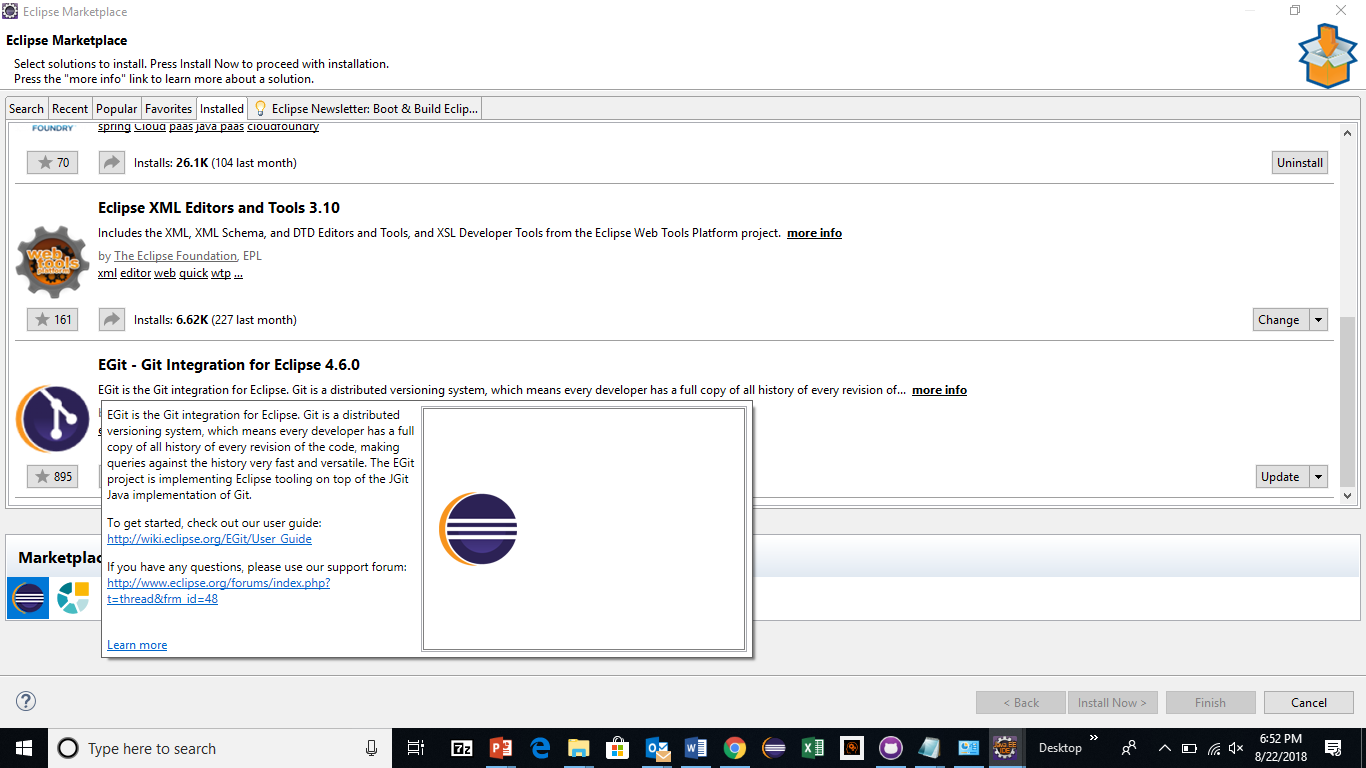 Eclipse Marketplace
Eclipse Marketplace
Select solutions to install. Press Install Now to proceed with installation.
Press the "more info" link to learn more about a solution.
Search Recent Popular Favorites Installed Eclipse Newsletter: Boot & Build Eclip...
FOUNDRY spring Cloud paas java paas cloudfoundry
70 Installs: 26.1K (104 last month) Uninstall
Eclipse XML Editors and Tools 3.10
Includes the XML, XML Schema, and DTD Editors and Tools, and XSL Developer Tools from the Eclipse Web Tools Platform project. more info
by The Eclipse Foundation, EPL
web tools platform
xml editor web quick wtp ...
161 Installs: 6.62K (227 last month) Change
EGit - Git Integration for Eclipse 4.6.0
EGit is the Git integration for Eclipse. Git is a distributed versioning system, which means every developer has a full copy of all history of every revision of... more info
895 Update
EGit is the Git integration for Eclipse. Git is a distributed
versioning system, which means every developer has a full
copy of all history of every revision of the code, making
queries against the history very fast and versatile. The EGit
project is implementing Eclipse tooling on top of the JGit
Java implementation of Git.
To get started, check out our user guide:
http://wiki.eclipse.org/EGit/User_Guide
If you have any questions, please use our support forum:
http://www.eclipse.org/forums/index.php?
t=thread&frm_id=48
Learn more
Marketplac
< Back Install Now > Finish Cancel
Type here to search
7z
Desktop
6:52 PM
8/22/2018